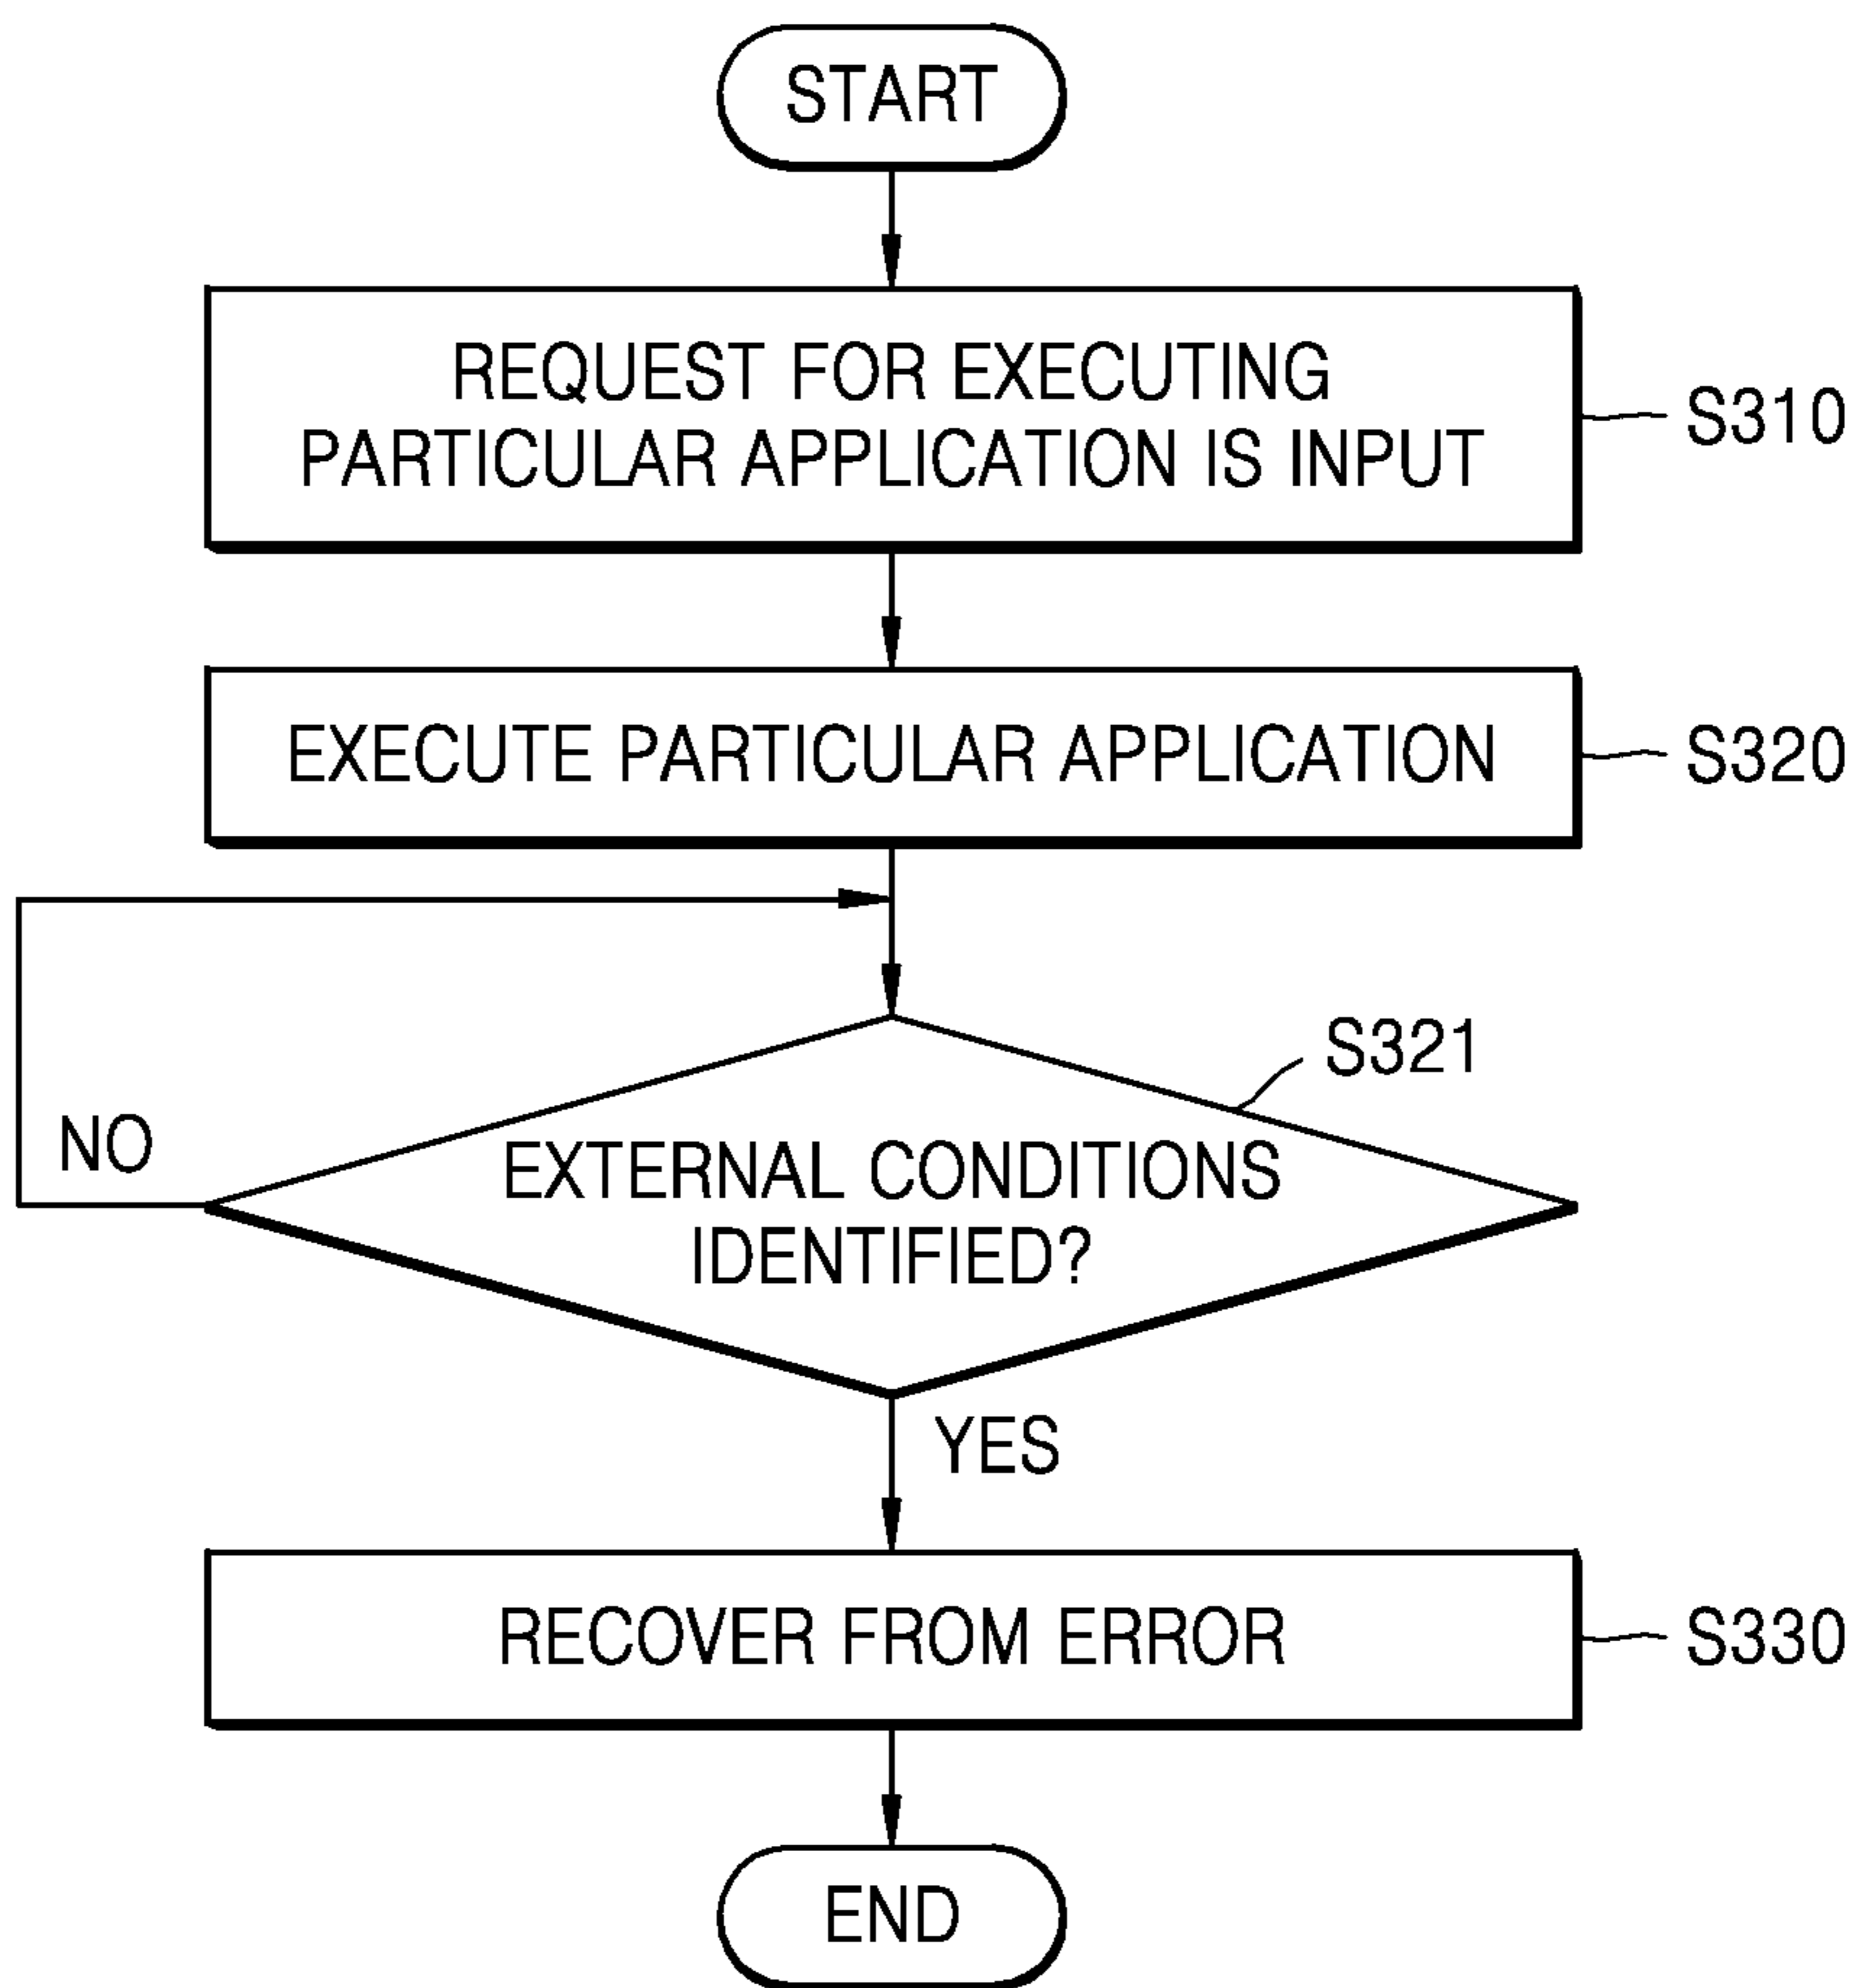 START
REQUEST FOR EXECUTING
PARTICULAR APPLICATION IS INPUT
S310
EXECUTE PARTICULAR APPLICATION
S320
S321
NO
EXTERNAL CONDITIONS
IDENTIFIED?
YES
RECOVER FROM ERROR
S330
END